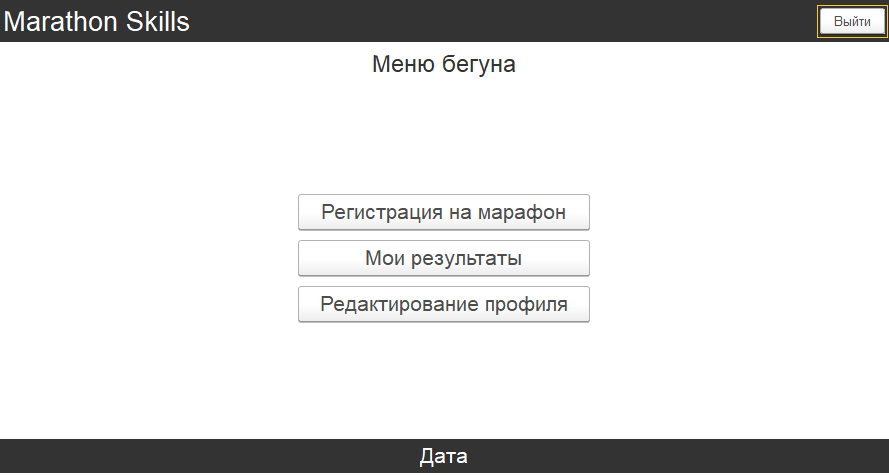 Marathon Skills
Выйти
Меню бегуна
Регистрация на марафон
Мои результаты
Редактирование профиля
Дата